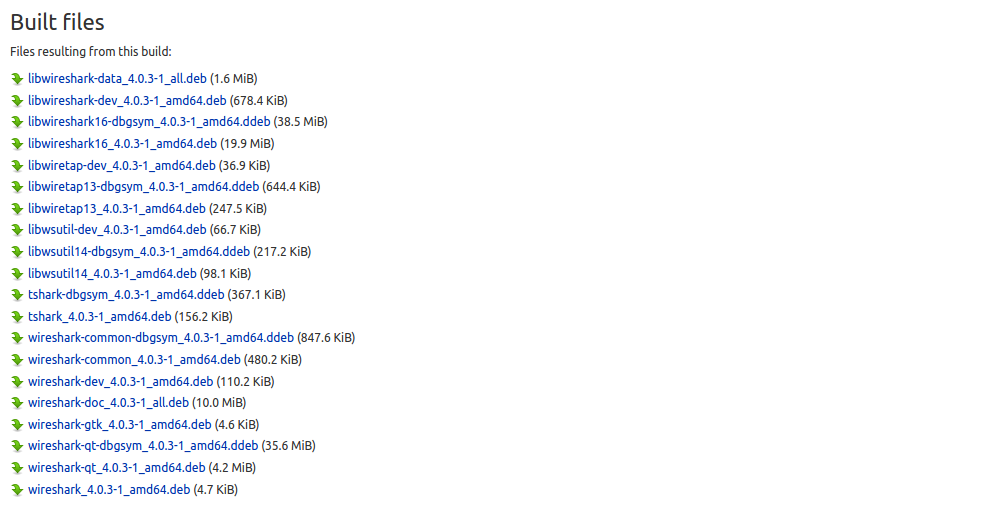 Built files
Files resulting from this build:
libwireshark-data_4.0.3-1_all.deb (1.6 MiB)
libwireshark-dev_4.0.3-1_amd64.deb (678.4 KiB)
libwireshark16-dbgsym_4.0.3-1_amd64.ddeb (38.5 MiB)
libwireshark16_4.0.3-1_amd64.deb (19.9 MiB)
libwiretap-dev_4.0.3-1_amd64.deb (36.9 KiB)
libwiretap13-dbgsym_4.0.3-1_amd64.ddeb (644.4 KiB)
libwiretap13_4.0.3-1_amd64.deb (247.5 KiB)
libwsutil-dev_4.0.3-1_amd64.deb (66.7 KiB)
libwsutil14-dbgsym_4.0.3-1_amd64.ddeb (217.2 KiB)
libwsutil14_4.0.3-1_amd64.deb (98.1 KiB)
tshark-dbgsym_4.0.3-1_amd64.ddeb (367.1 KiB)
tshark_4.0.3-1_amd64.deb (156.2 KiB)
wireshark-common-dbgsym_4.0.3-1_amd64.ddeb (847.6 KiB)
wireshark-common_4.0.3-1_amd64.deb (480.2 KiB)
wireshark-dev_4.0.3-1_amd64.deb (110.2 KiB)
wireshark-doc_4.0.3-1_all.deb (10.0 MiB)
wireshark-gtk_4.0.3-1_amd64.deb (4.6 KiB)
wireshark-qt-dbgsym_4.0.3-1_amd64.ddeb (35.6 MiB)
wireshark-qt_4.0.3-1_amd64.deb (4.2 MiB)
wireshark_4.0.3-1_amd64.deb (4.7 KiB)